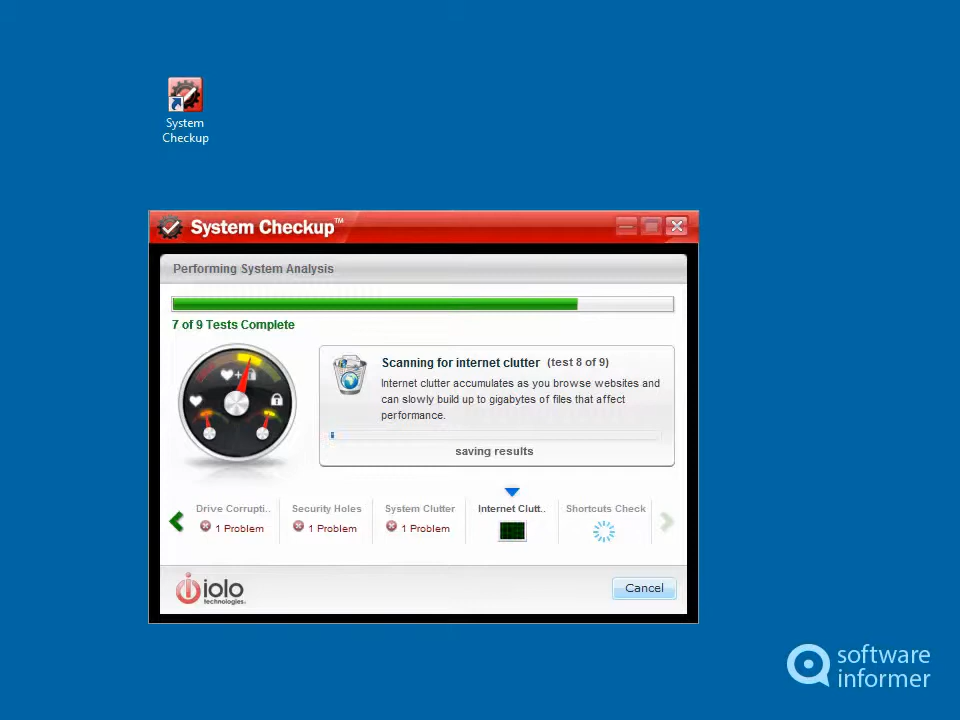 System
Checkup
System Checkup™
Performing System Analysis
7 of 9 Tests Complete
Scanning for internet clutter (test 8 of 9)
Internet clutter accumulates as you browse websites and
can slowly build up to gigabytes of files that affect
performance.
saving results
Drive Corrupti.. Security Holes System Clutter Internet Clutt.. Shortcuts Check
1 Problem 1 Problem 1 Problem
iolo
technologies.
Cancel
software
informer